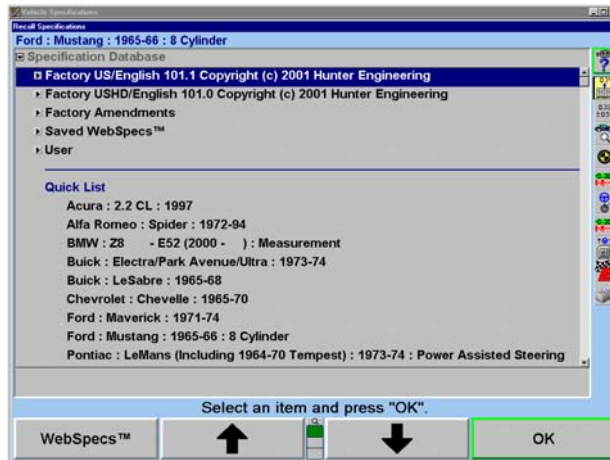 Vehicle Specifications
Recall Specifications
Ford : Mustang : 1965-66 : 8 Cylinder
Specification Database
Factory US/English 101.1 Copyright (c) 2001 Hunter Engineering
Factory USHD/English 101.0 Copyright (c) 2001 Hunter Engineering
Factory Amendments
Saved WebSpecs™
User
Quick List
Acura : 2.2 CL : 1997
Alfa Romeo : Spider : 1972-94
BMW : Z8 - E52 (2000 - ) : Measurement
Buick : Electra/Park Avenue/Ultra : 1973-74
Buick : LeSabre : 1965-68
Chevrolet : Chevelle : 1965-70
Ford : Maverick : 1971-74
Ford : Mustang : 1965-66 : 8 Cylinder
Pontiac : LeMans (Including 1964-70 Tempest) : 1973-74 : Power Assisted Steering
Select an item and press "OK".
WebSpecs™
OK